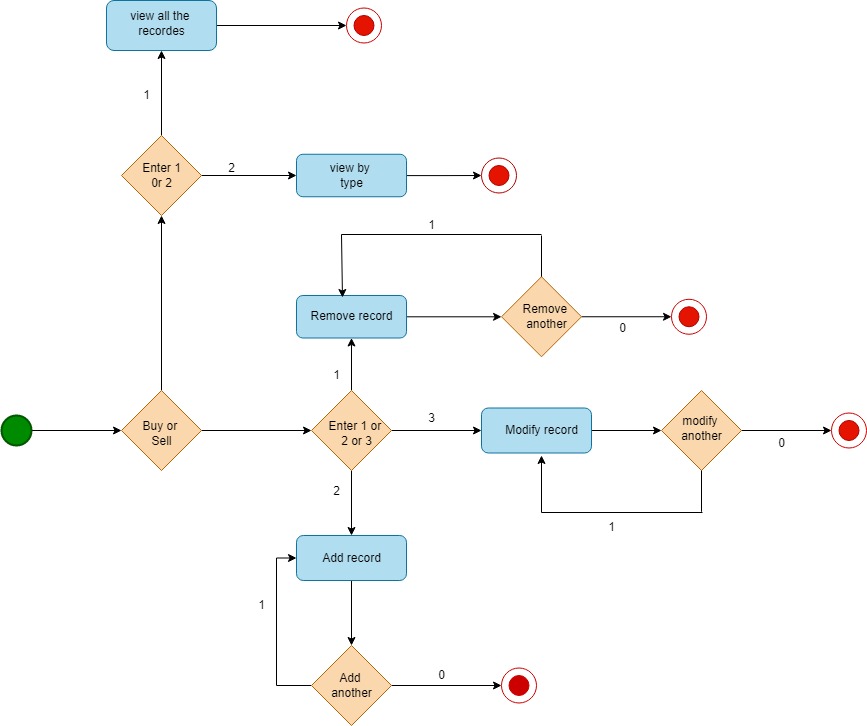 view all the
recordes
1
Enter 1
0r 2
2
view by
type
1
Remove record
Remove
another
0
1
Buy or
Sell
Enter 1 or
2 or 3
3
Modify record
modify
another
0
1
2
Add record
1
Add
another
0